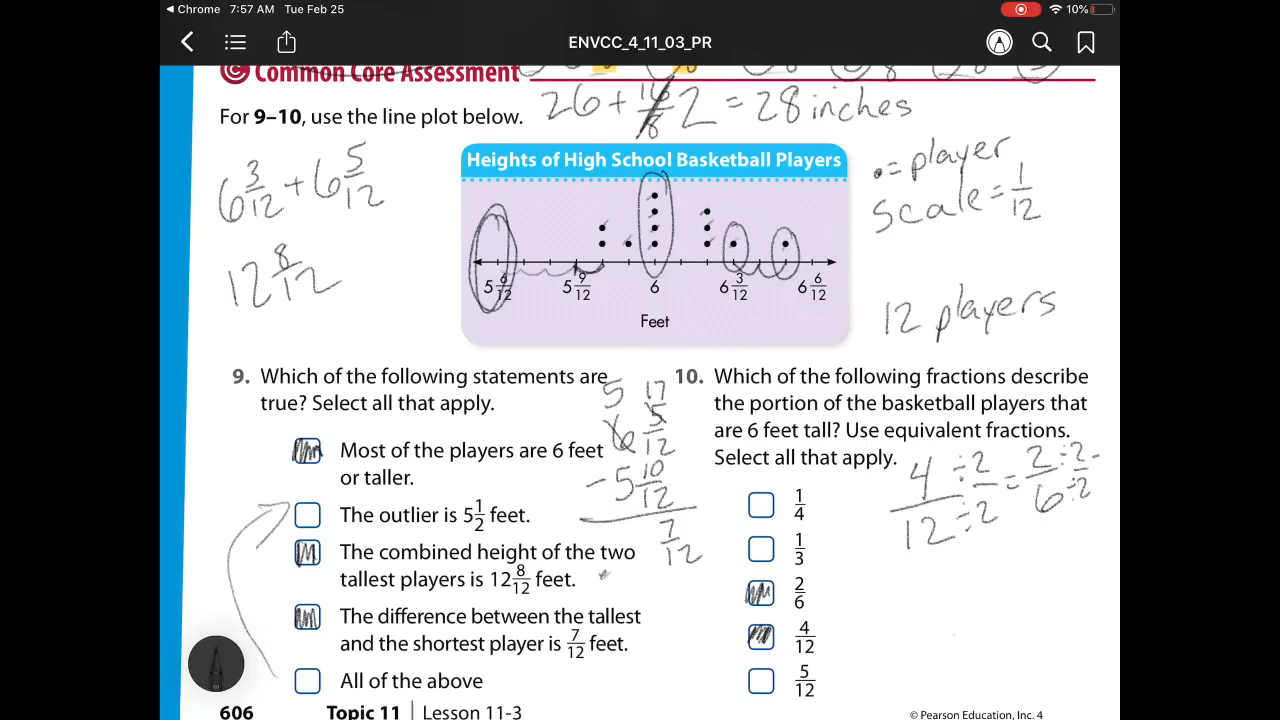 Chrome 7:57 AM Tue Feb 25 10%
ENVCC_4_11_03_PR
Common Core Assessment
26 + 16/8 2 = 28 inches
For 9–10, use the line plot below.
6 3/12 + 6 5/12
12 8/12
Heights of High School Basketball Players
5 6/12 5 9/12 6 6 3/12 6 6/12
Feet
= player
scale = 1/12
12 players
9. Which of the following statements are
true? Select all that apply.
Most of the players are 6 feet
or taller.
The outlier is 5 1/2 feet.
The combined height of the two
tallest players is 12 8/12 feet.
The difference between the tallest
and the shortest player is 7/12 feet.
All of the above
5 17
6 5/12
- 5 10/12
7/12
10. Which of the following fractions describe
the portion of the basketball players that
are 6 feet tall? Use equivalent fractions.
Select all that apply.
4/12 ÷2/÷2 = 2/6 ÷2/÷2
1/4
1/3
2/6
4/12
5/12
606 Topic 11 | Lesson 11-3
© Pearson Education, Inc. 4